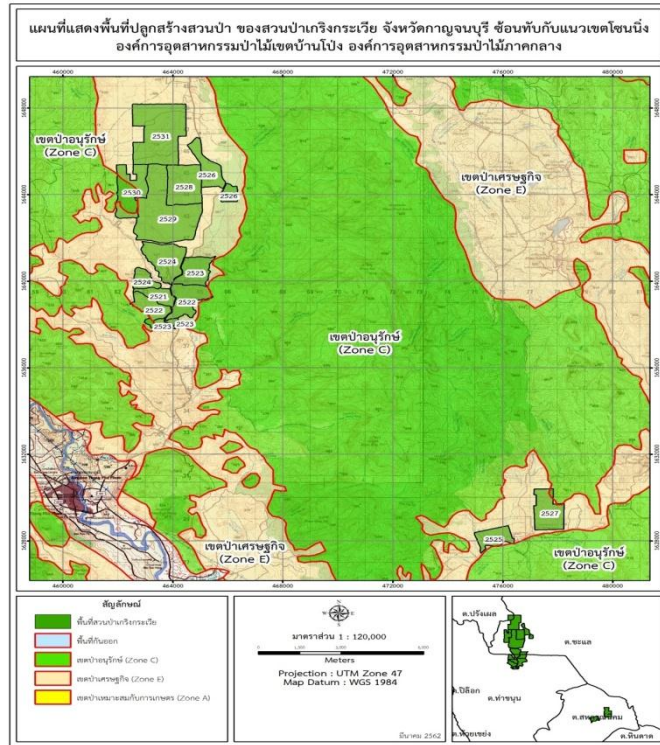 แผนที่แสดงพื้นที่ปลูกสร้างสวนป่า ของสวนป่าเกริงกระเวีย จังหวัดกาญจนบุรี ซ้อนทับกับแนวเขตโซนนิ่ง
องค์การอุตสาหกรรมป่าไม้เขตบ้านโป่ง องค์การอุตสาหกรรมป่าไม้ภาคกลาง
460000 464000 468000 472000 476000 480000
1648000
1644000
1640000
1636000
1632000
1628000
เขตป่าอนุรักษ์
(Zone C)
2531
2526
2528
2530
2526
2529
2524
2523
2524
2521
2522
2522
2523
2523
เขตป่าเศรษฐกิจ
(Zone E)
เขตป่าอนุรักษ์
(Zone C)
2527
2525
เขตป่าเศรษฐกิจ
(Zone E)
เขตป่าอนุรักษ์
(Zone C)
460000 464000 468000 472000 476000 480000
สัญลักษณ์
พื้นที่สวนป่าเกริงกระเวีย
พื้นที่กันออก
เขตป่าอนุรักษ์ (Zone C)
เขตป่าเศรษฐกิจ (Zone E)
เขตป่าเหมาะสมกับการเกษตร (Zone A)
มาตราส่วน 1 : 120,000
Meters
Projection : UTM Zone 47
Map Datum : WGS 1984
มีนาคม 2562
ต.ปรังเผล
ต.ชะแล
ต.ปิล๊อก
ต.ท่าขนุน
ต.ห้วยเขย่ง
ต.หินดาด